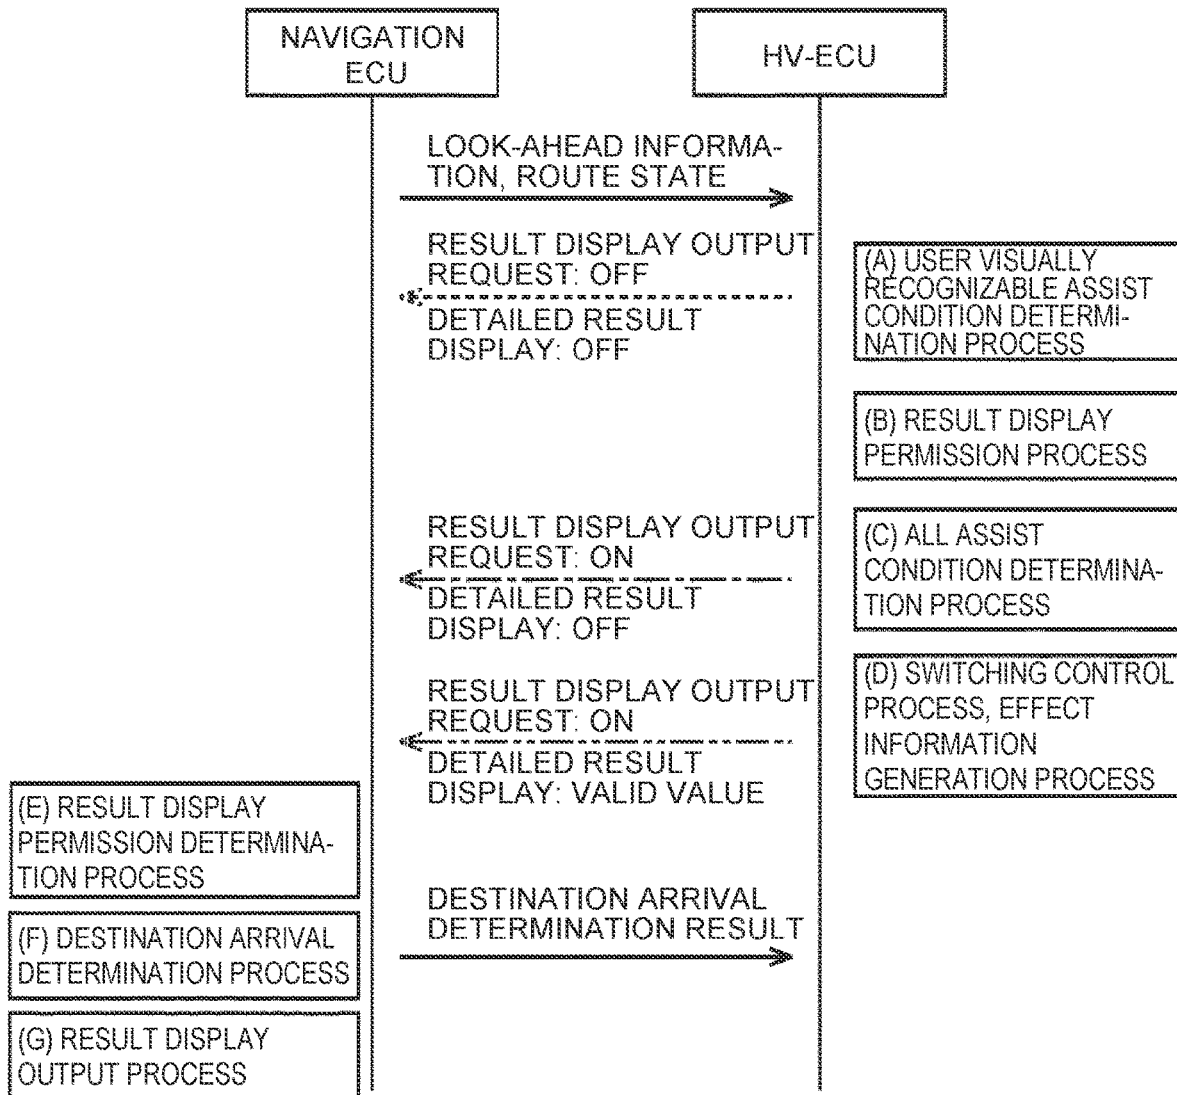 NAVIGATION
ECU
HV-ECU
LOOK-AHEAD INFORMA-
TION, ROUTE STATE
RESULT DISPLAY OUTPUT
REQUEST: OFF
DETAILED RESULT
DISPLAY: OFF
(A) USER VISUALLY
RECOGNIZABLE ASSIST
CONDITION DETERMI-
NATION PROCESS
(B) RESULT DISPLAY
PERMISSION PROCESS
RESULT DISPLAY OUTPUT
REQUEST: ON
DETAILED RESULT
DISPLAY: OFF
(C) ALL ASSIST
CONDITION DETERMINA-
TION PROCESS
RESULT DISPLAY OUTPUT
REQUEST: ON
DETAILED RESULT
DISPLAY: VALID VALUE
(D) SWITCHING CONTROL
PROCESS, EFFECT
INFORMATION
GENERATION PROCESS
(E) RESULT DISPLAY
PERMISSION DETERMINA-
TION PROCESS
DESTINATION ARRIVAL
DETERMINATION RESULT
(F) DESTINATION ARRIVAL
DETERMINATION PROCESS
(G) RESULT DISPLAY
OUTPUT PROCESS